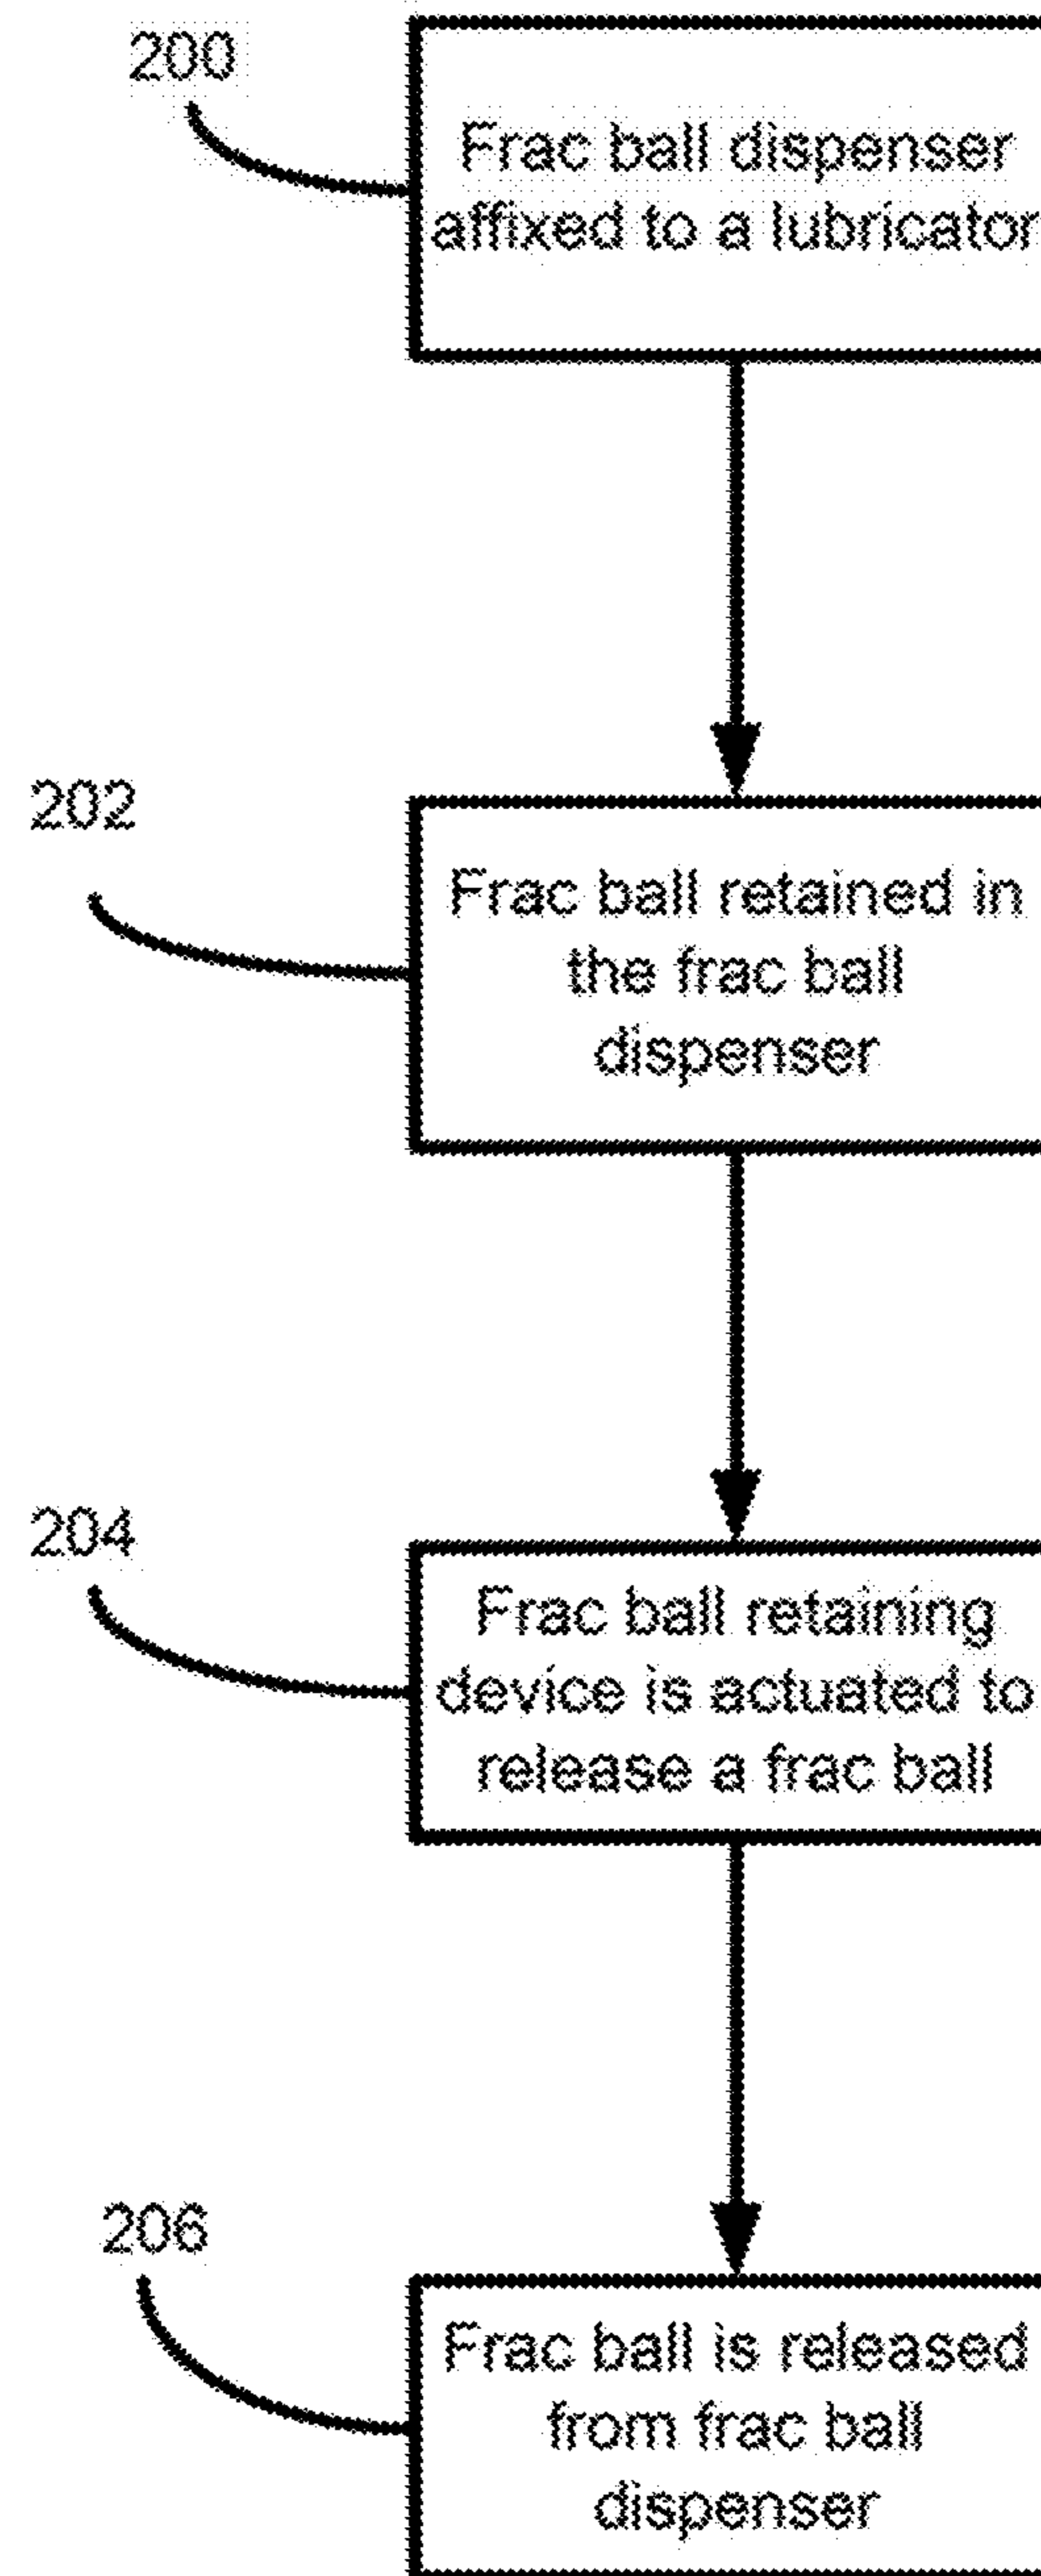 200
Frac ball dispenser
affixed to a lubricator
202
Frac ball retained in
the frac ball
dispenser
204
Frac ball retaining
device is actuated to
release a frac ball
206
Frac ball is released
from frac ball
dispenser